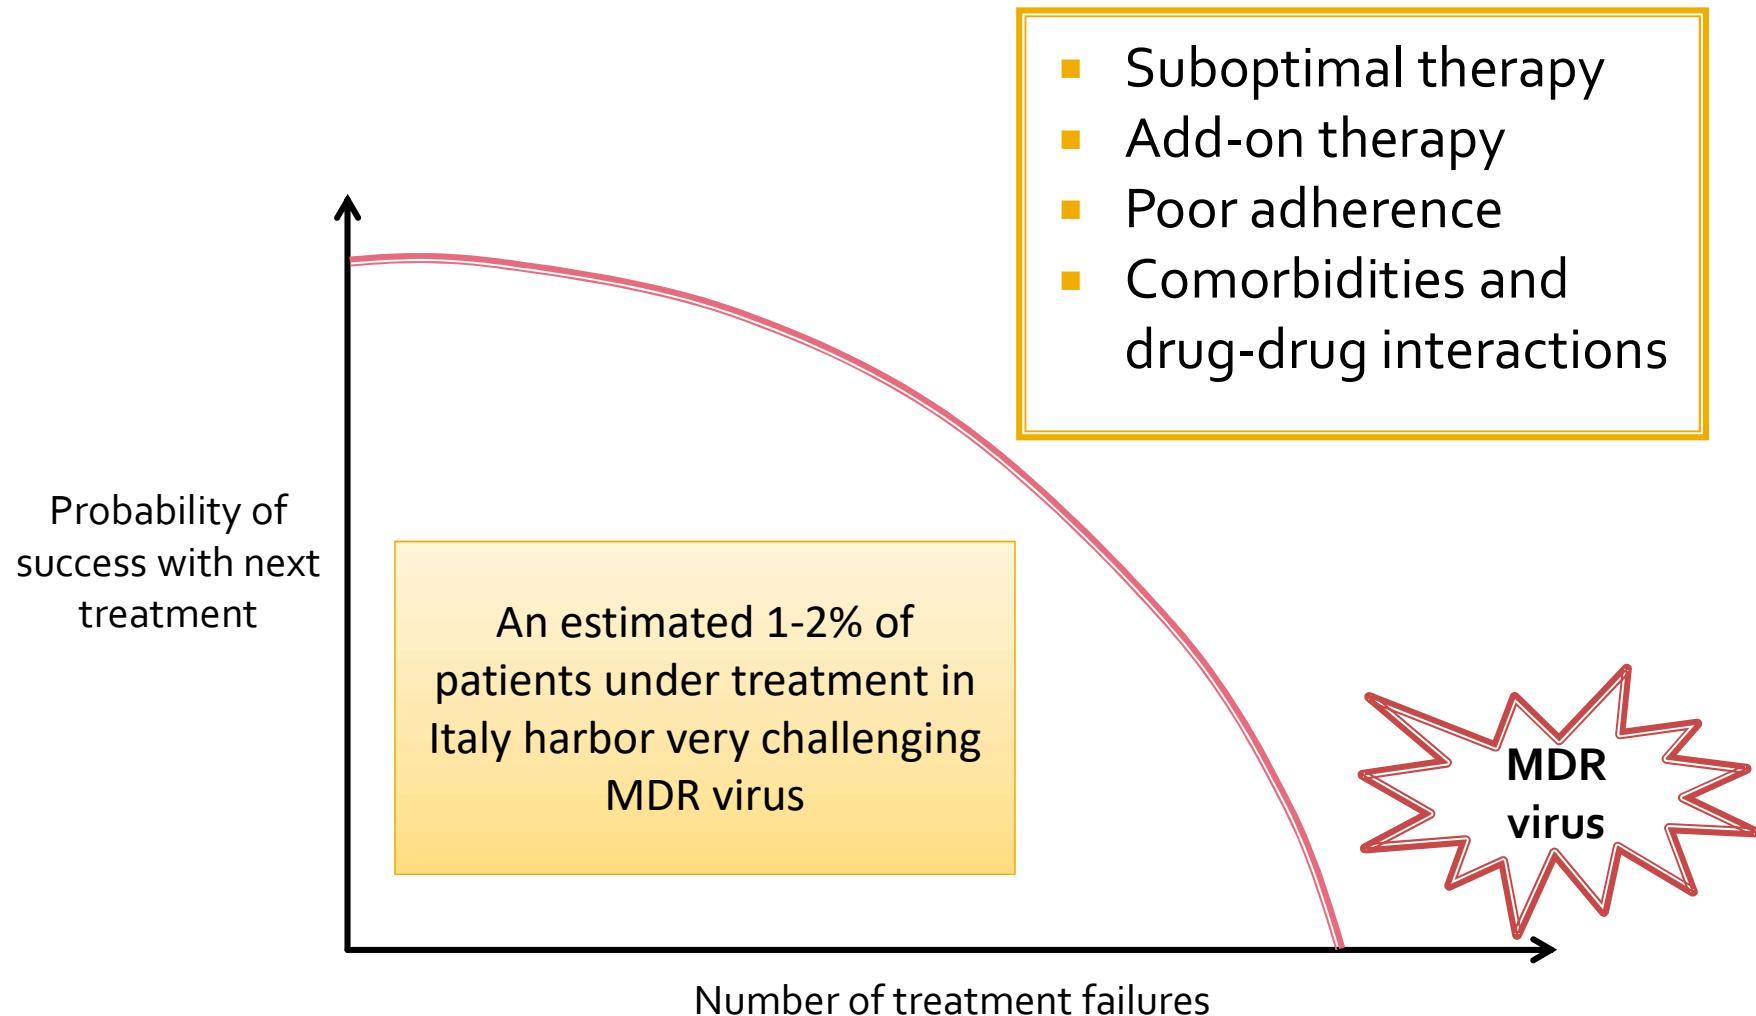 ▪ Suboptimal therapy
▪ Add-on therapy
▪ Poor adherence
▪ Comorbidities and
drug-drug interactions
Probability of
success with next
treatment
An estimated 1-2% of
patients under treatment in
Italy harbor very challenging
MDR virus
MDR
virus
Number of treatment failures